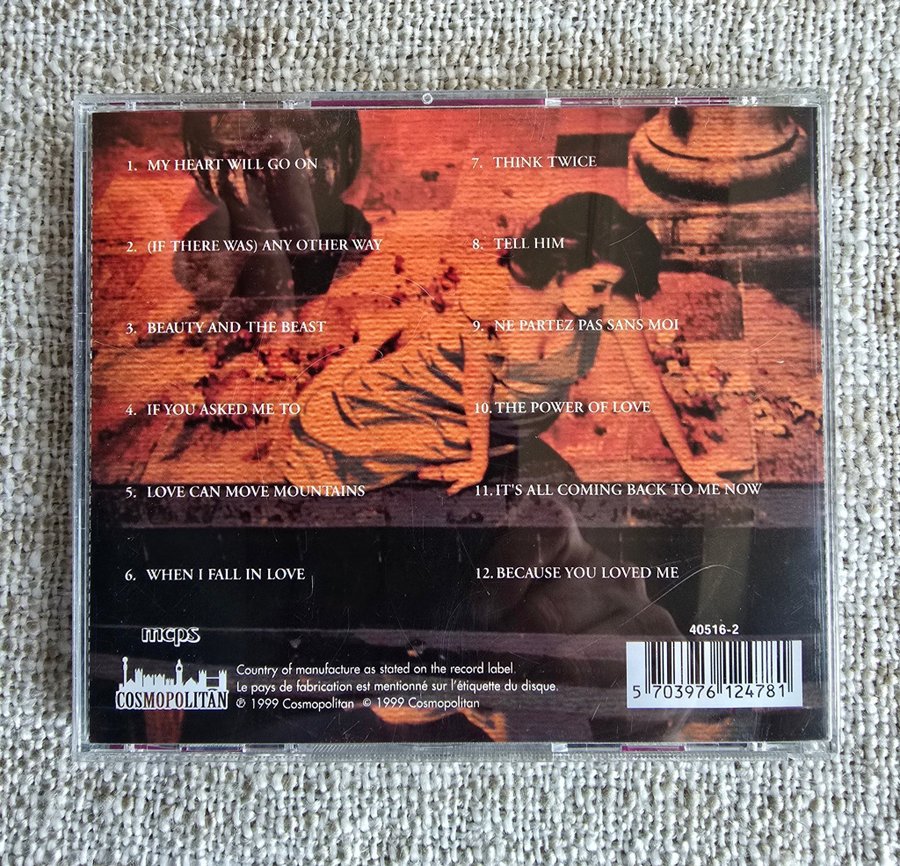 1. MY HEART WILL GO ON
2. (IF THERE WAS) ANY OTHER WAY
3. BEAUTY AND THE BEAST
4. IF YOU ASKED ME TO
5. LOVE CAN MOVE MOUNTAINS
6. WHEN I FALL IN LOVE
7. THINK TWICE
8. TELL HIM
9. NE PARTEZ PAS SANS MOI
10. THE POWER OF LOVE
11. IT'S ALL COMING BACK TO ME NOW
12. BECAUSE YOU LOVED ME
mcps
COSMOPOLITAN
Country of manufacture as stated on the record label.
Le pays de fabrication est mentionné sur l'étiquette du disque.
℗ 1999 Cosmopolitan © 1999 Cosmopolitan
40516-2
5 703976 124781